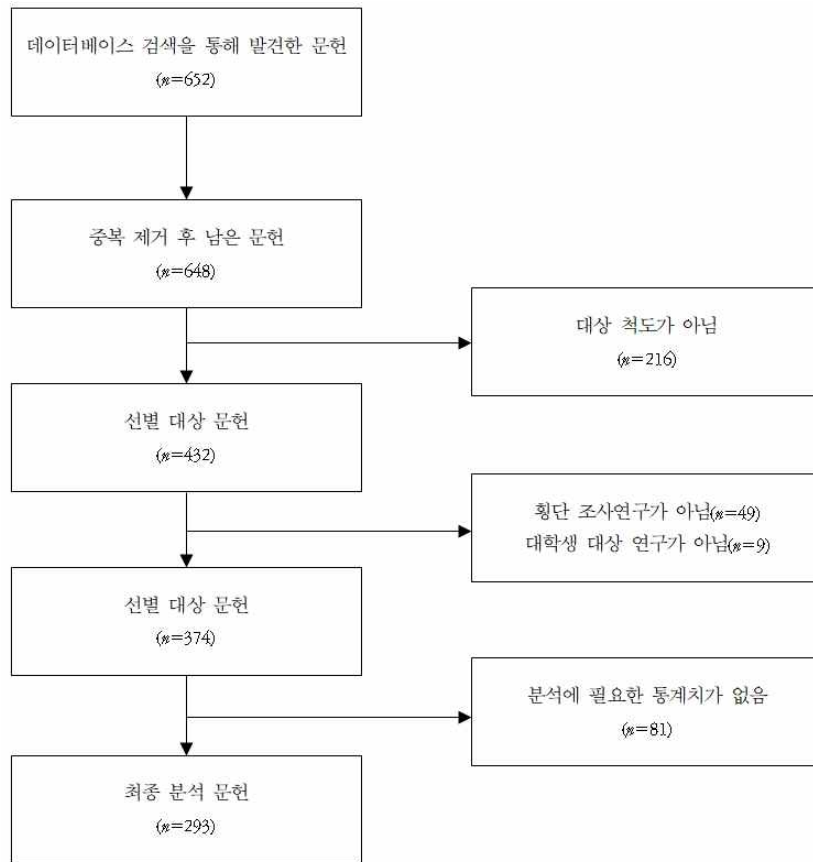 데이터베이스 검색을 통해 발견한 문헌
(n=652)
중복 제거 후 남은 문헌
(n=648)
대상 척도가 아님
(n=216)
선별 대상 문헌
(n=432)
횡단 조사연구가 아님(n=49)
대학생 대상 연구가 아님(n=9)
선별 대상 문헌
(n=374)
분석에 필요한 통계치가 없음
(n=81)
최종 분석 문헌
(n=293)